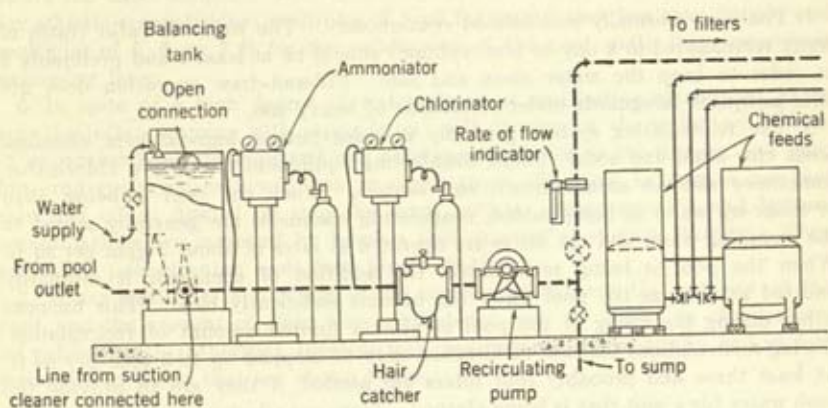 Balancing
tank
Open
connection
Ammoniator
Chlorinator
To filters
Rate of flow
indicator
Chemical
feeds
Water
supply
From pool
outlet
Line from suction
cleaner connected here
Hair
catcher
Recirculating
pump
To sump